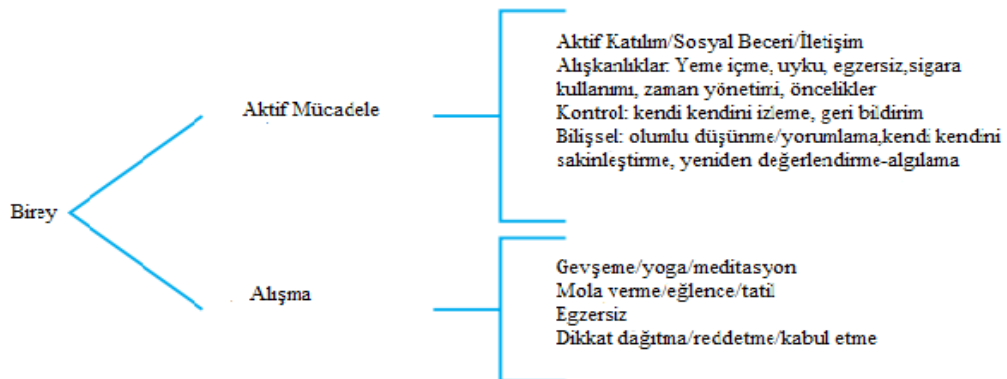 Aktif Katılım/Sosyal Beceri/İletişim
Alışkanlıklar: Yeme içme, uyku, egzersiz,sigara
kullanımı, zaman yönetimi, öncelikler
Aktif Mücadele
Kontrol: kendi kendini izleme, geri bildirim
Bilişsel: olumlu düşünme/yorumlama,kendi kendini
sakinleştirme, yeniden değerlendirme-algılama
Birey
Alışma
Gevşeme/yoga/meditasyon
Mola verme/eğlence/tatil
Egzersiz
Dikkat dağıtma/reddetme/kabul etme